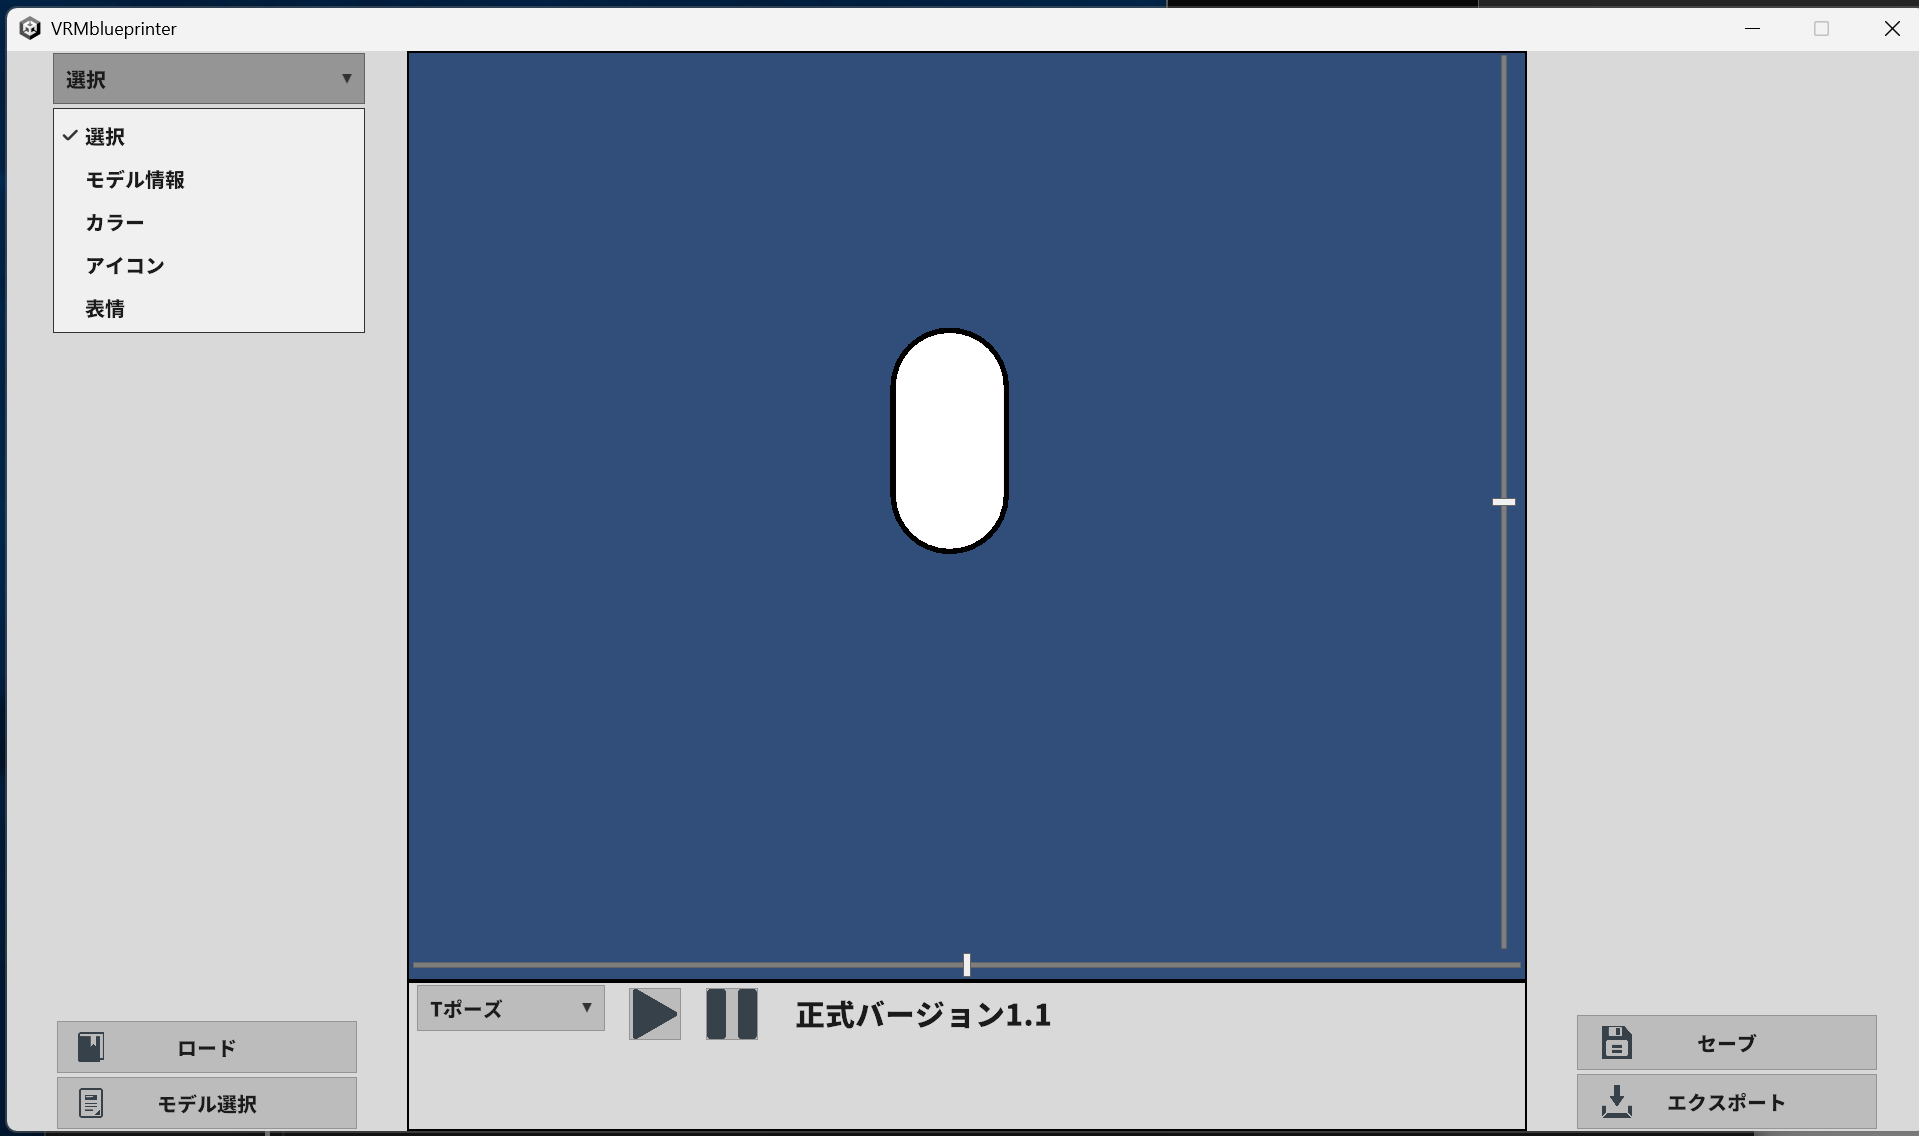 VRMblueprinter
選択
選択
モデル情報
カラー
アイコン
表情
Tポーズ
正式バージョン1.1
ロード
モデル選択
セーブ
エクスポート